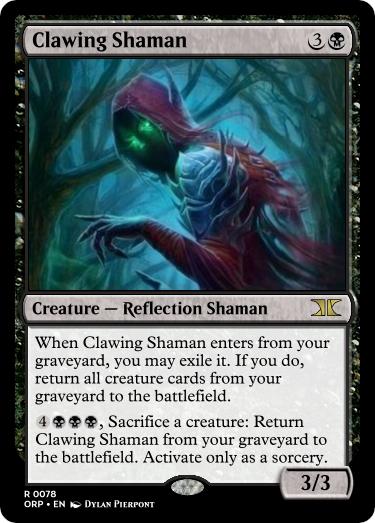 Clawing Shaman 3
Creature — Reflection Shaman
When Clawing Shaman enters from your
graveyard, you may exile it. If you do,
return all creature cards from your
graveyard to the battlefield.
4, Sacrifice a creature: Return
Clawing Shaman from your graveyard to
the battlefield. Activate only as a sorcery.
3/3
R 0078
ORP • EN DYLAN PIERPONT